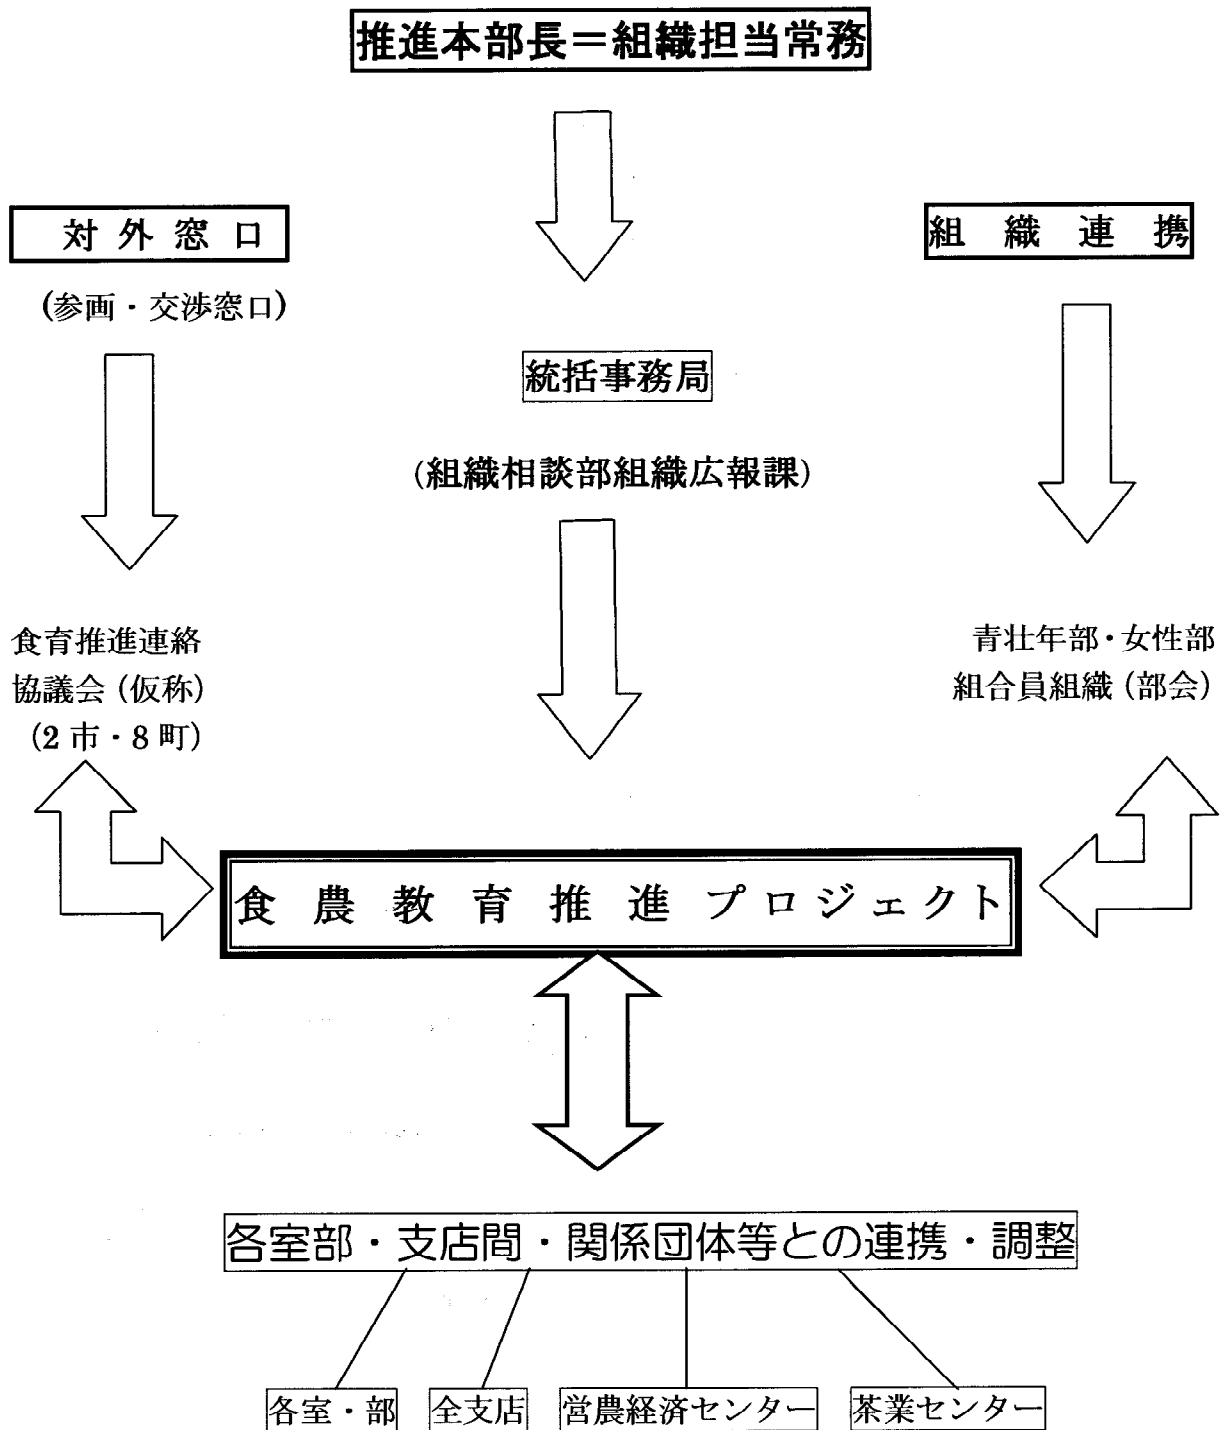 推進本部長＝組織担当常務
対外窓口
(参画・交渉窓口)
組織連携
統括事務局
(組織相談部組織広報課)
食育推進連絡
協議会(仮称)
(2市・8町)
青壮年部・女性部
組合員組織(部会)
食農教育推進プロジェクト
各室部・支店間・関係団体等との連携・調整
各室・部
全支店
営農経済センター
茶業センター